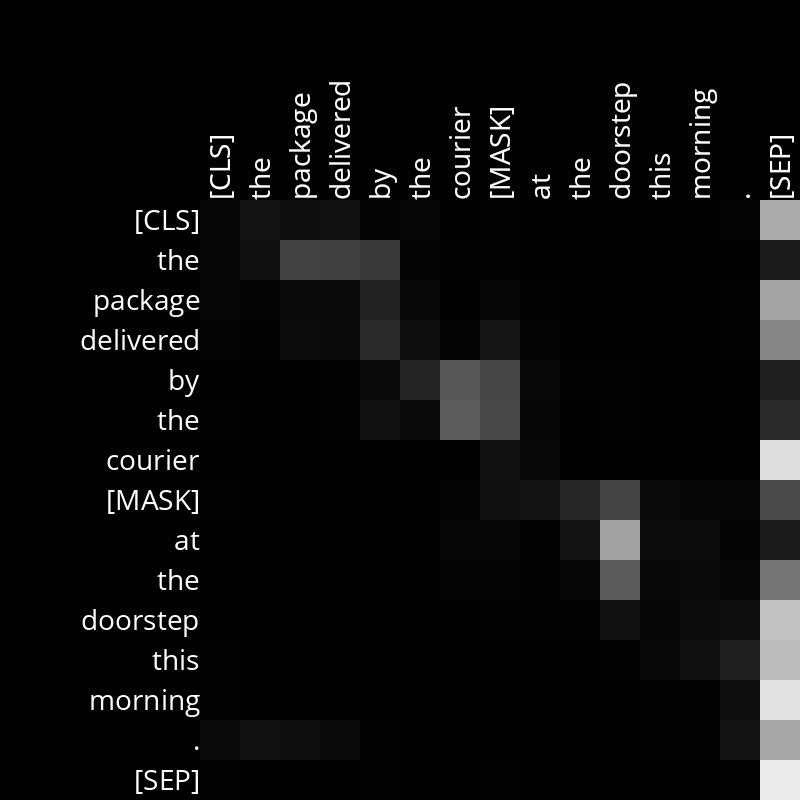 [CLS]
the
package
delivered
by
the
courier
[MASK]
at
the
doorstep
this
morning
.
[SEP]
[CLS]
the
package
delivered
by
the
courier
[MASK]
at
the
doorstep
this
morning
.
[SEP]